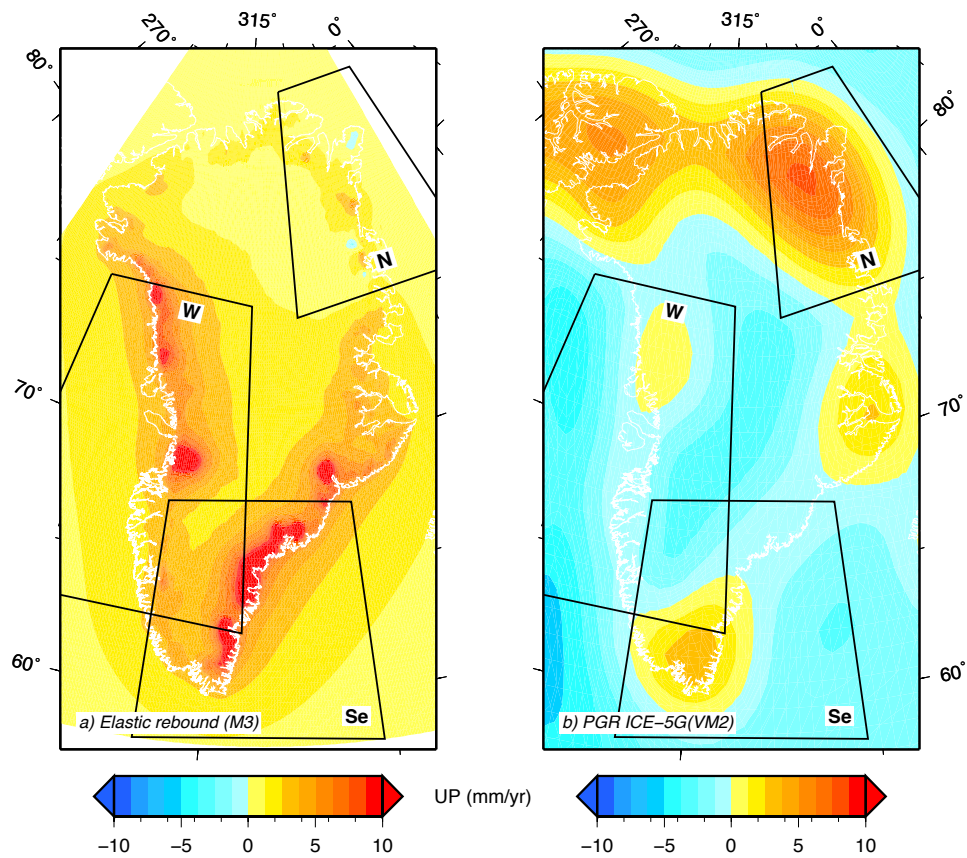 270° 315° 0° 270° 315° 0°
80° 80°
N N
W W
70° 70°
60° 60°
Se Se
a) Elastic rebound (M3) b) PGR ICE−5G(VM2)
UP (mm/yr)
−10 −5 0 5 10 −10 −5 0 5 10